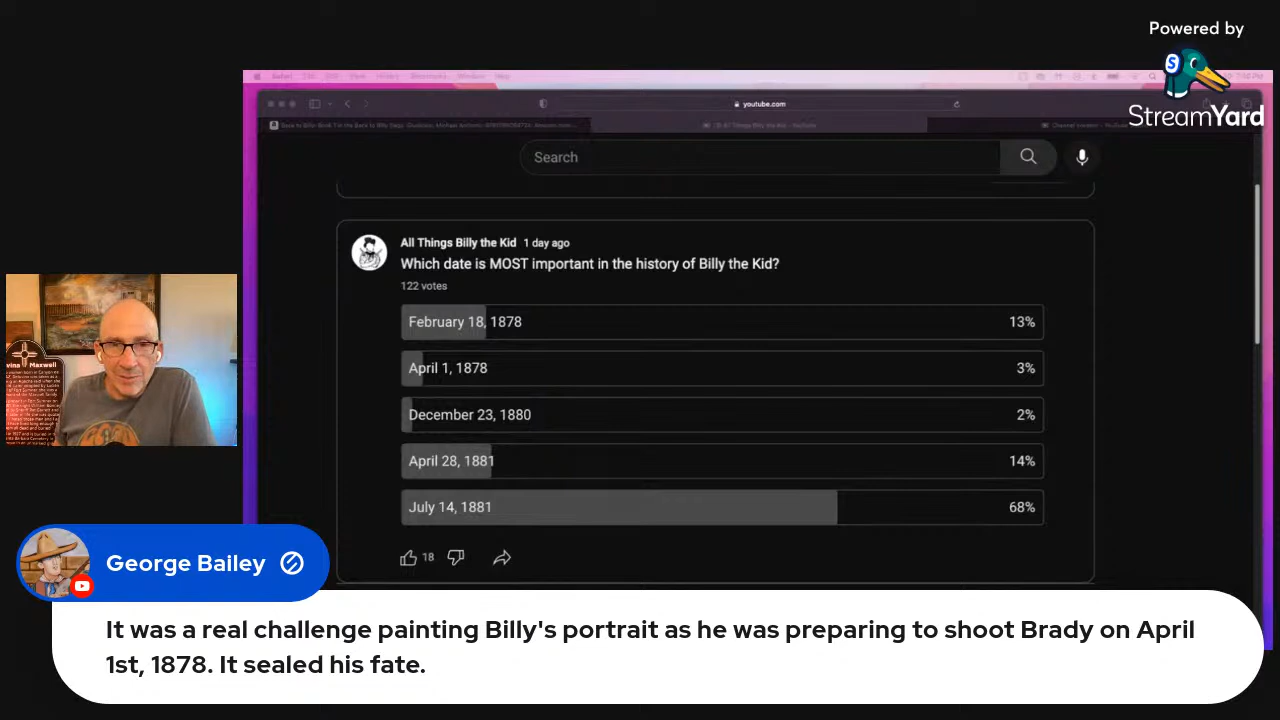 Powered by
StreamYard
youtube.com
Search
All Things Billy the Kid 1 day ago
Which date is MOST important in the history of Billy the Kid?
122 votes
February 18, 1878 13%
April 1, 1878 3%
December 23, 1880 2%
April 28, 1881 14%
July 14, 1881 68%
18
Maxwell
George Bailey
It was a real challenge painting Billy's portrait as he was preparing to shoot Brady on April
1st, 1878. It sealed his fate.